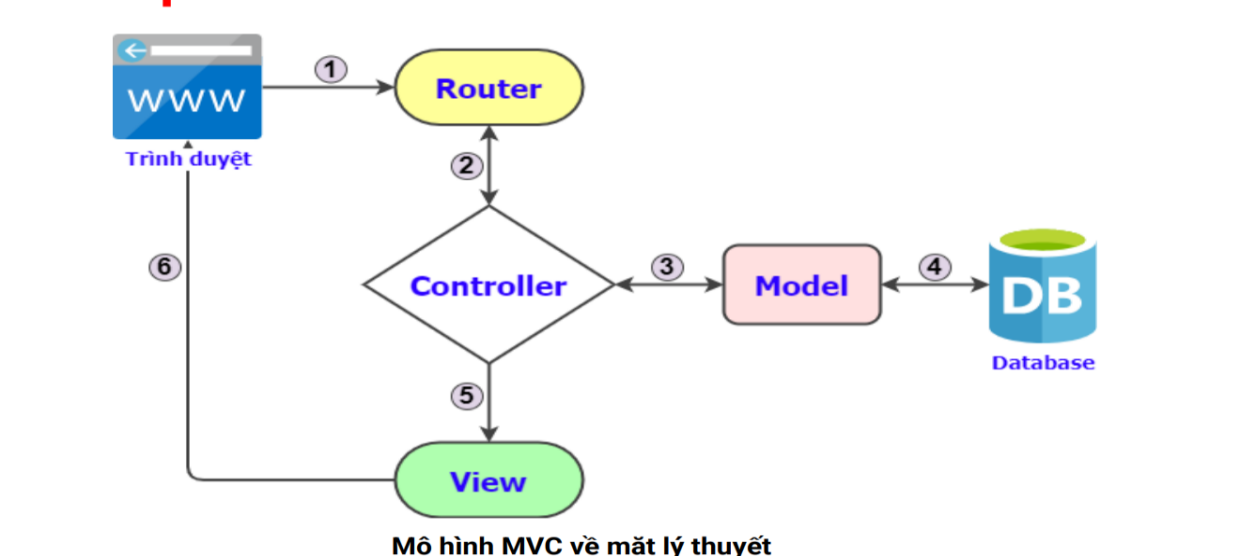 1
Router
www
Trình duyệt
2
6
Controller
3
Model
4
DB
Database
5
View
Mô hình MVC về mặt lý thuyết